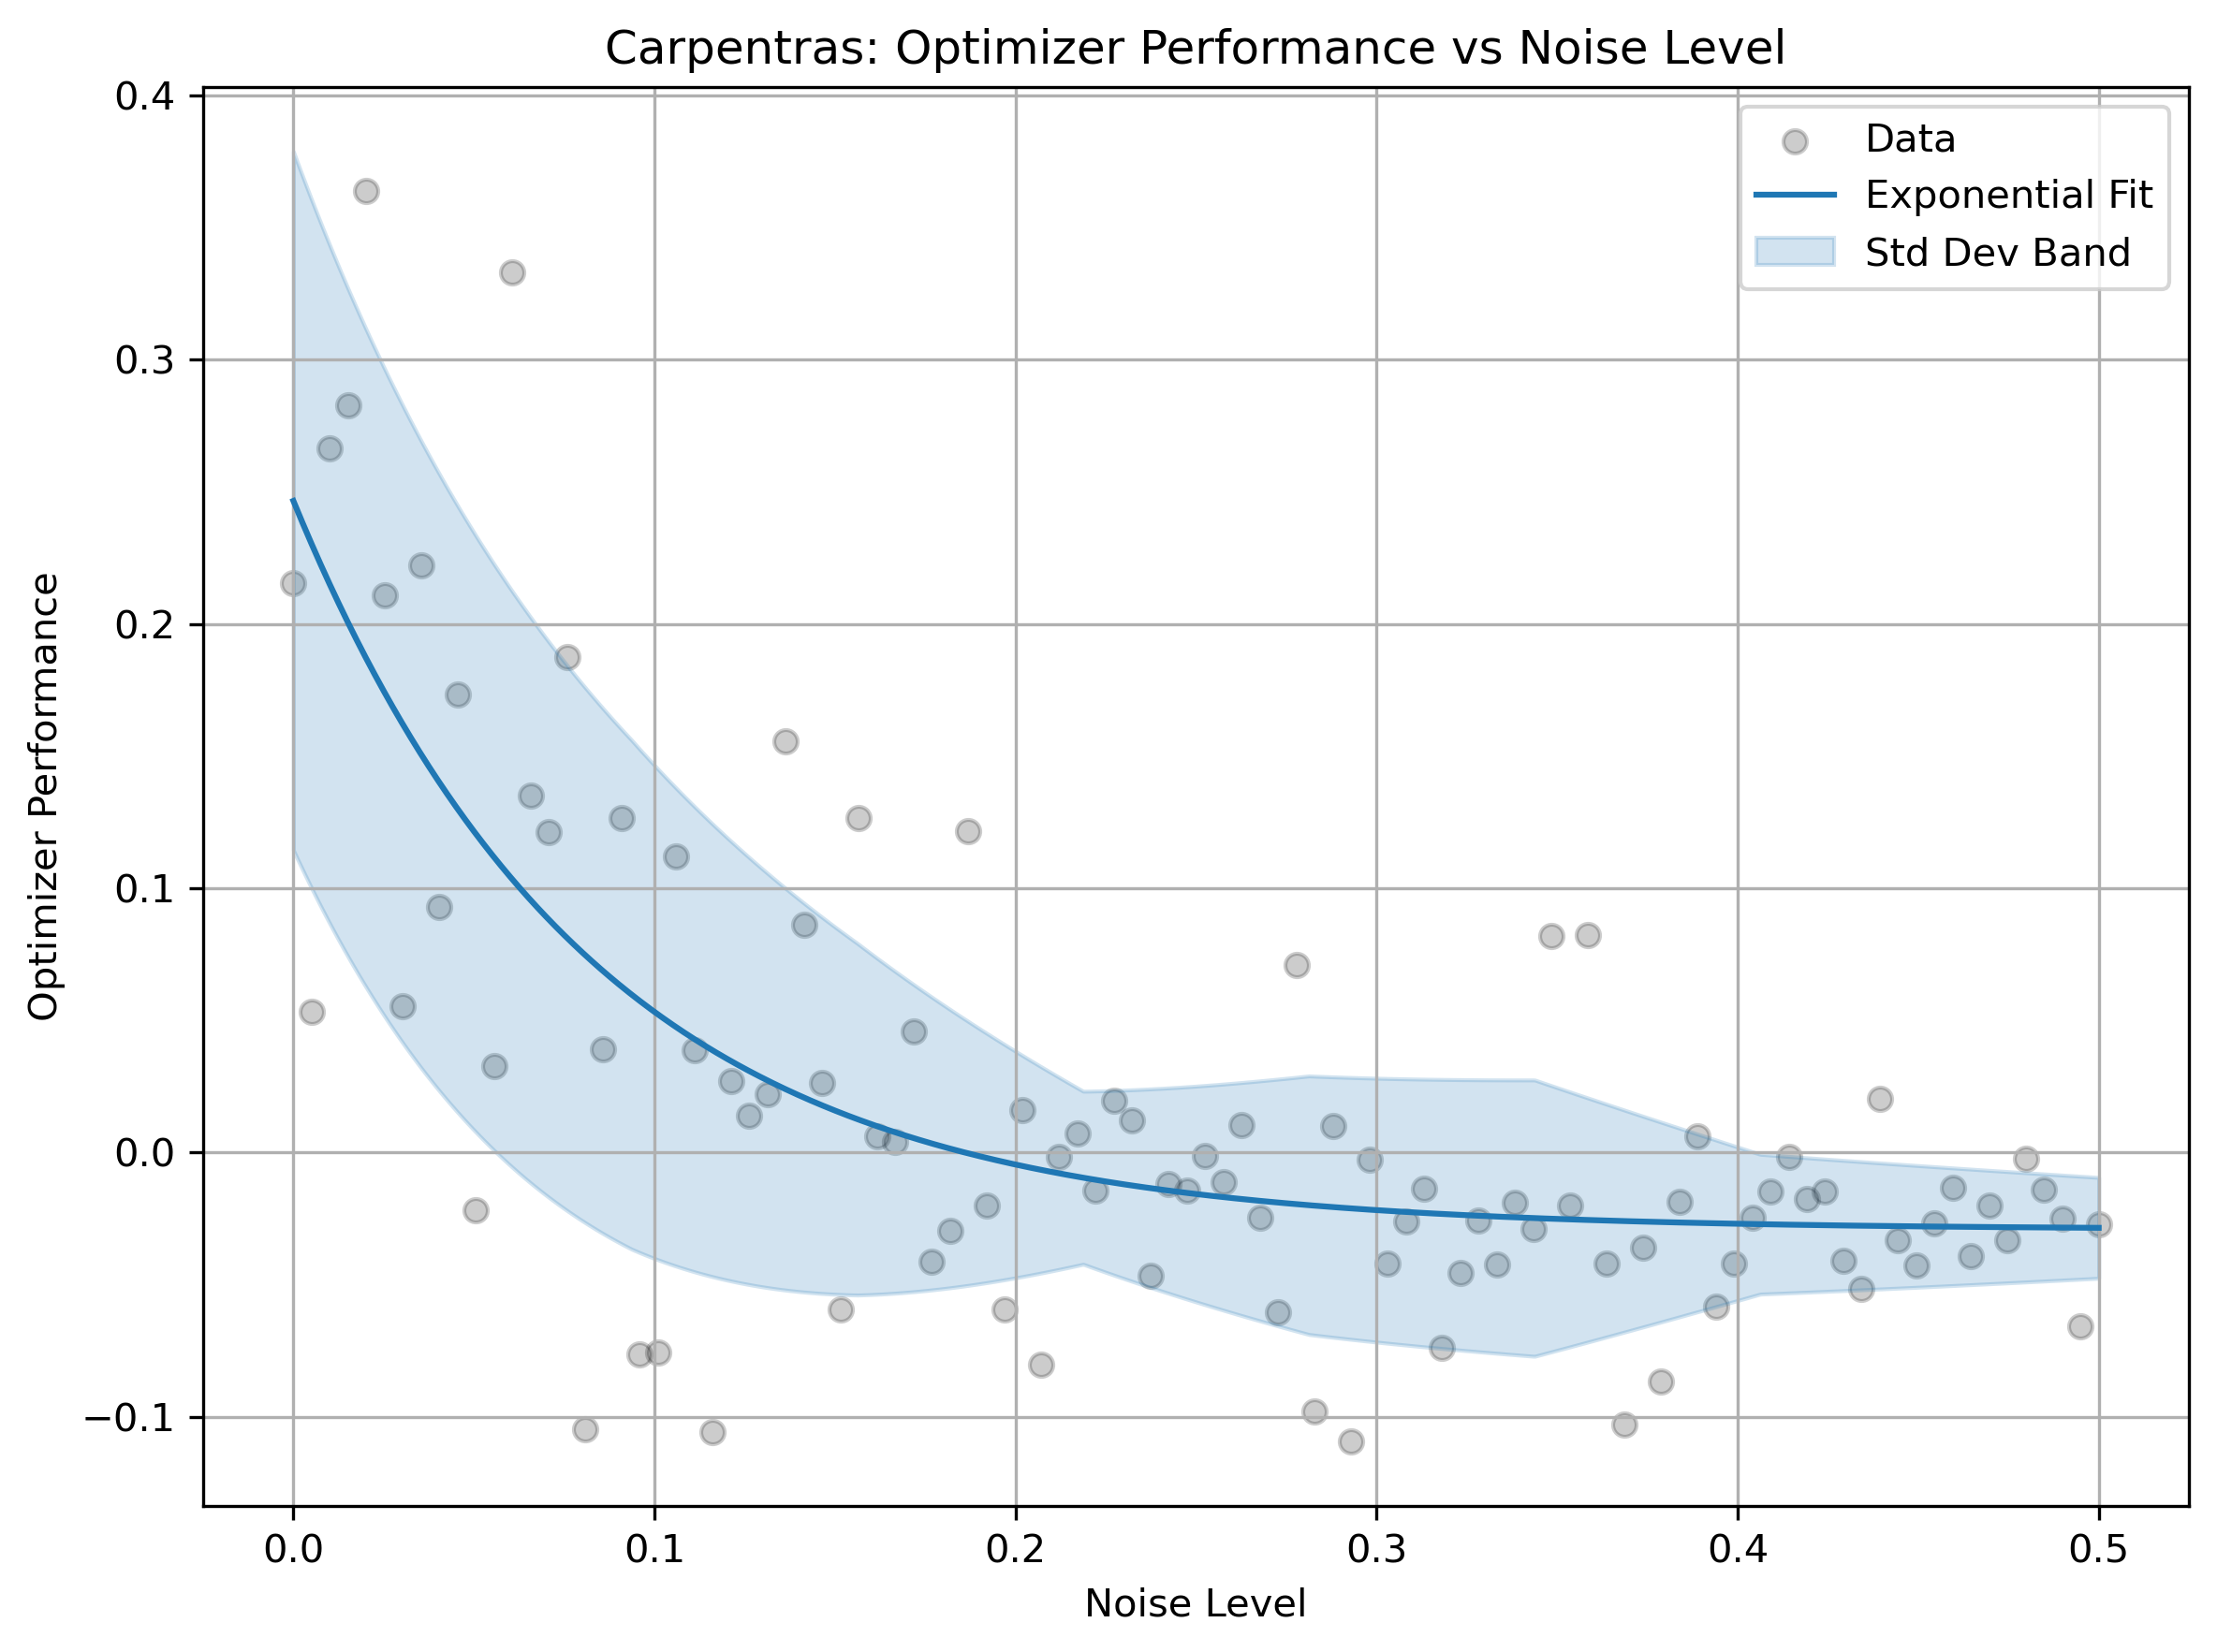 Carpentras: Optimizer Performance vs Noise Level
0.4
0.3
0.2
0.1
0.0
−0.1
Optimizer Performance
Data
Exponential Fit
Std Dev Band
0.0 0.1 0.2 0.3 0.4 0.5
Noise Level